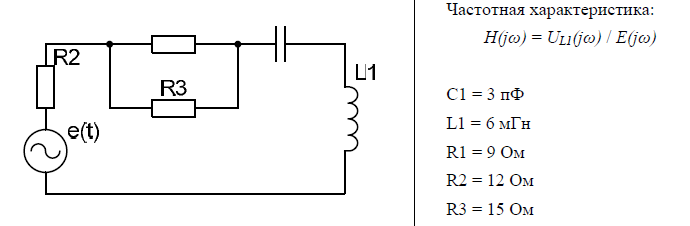 R2
R3
L1
e(t)
Частотная характеристика:
H(jω) = U_L1(jω) / E(jω)
C1 = 3 пФ
L1 = 6 мГн
R1 = 9 Ом
R2 = 12 Ом
R3 = 15 Ом